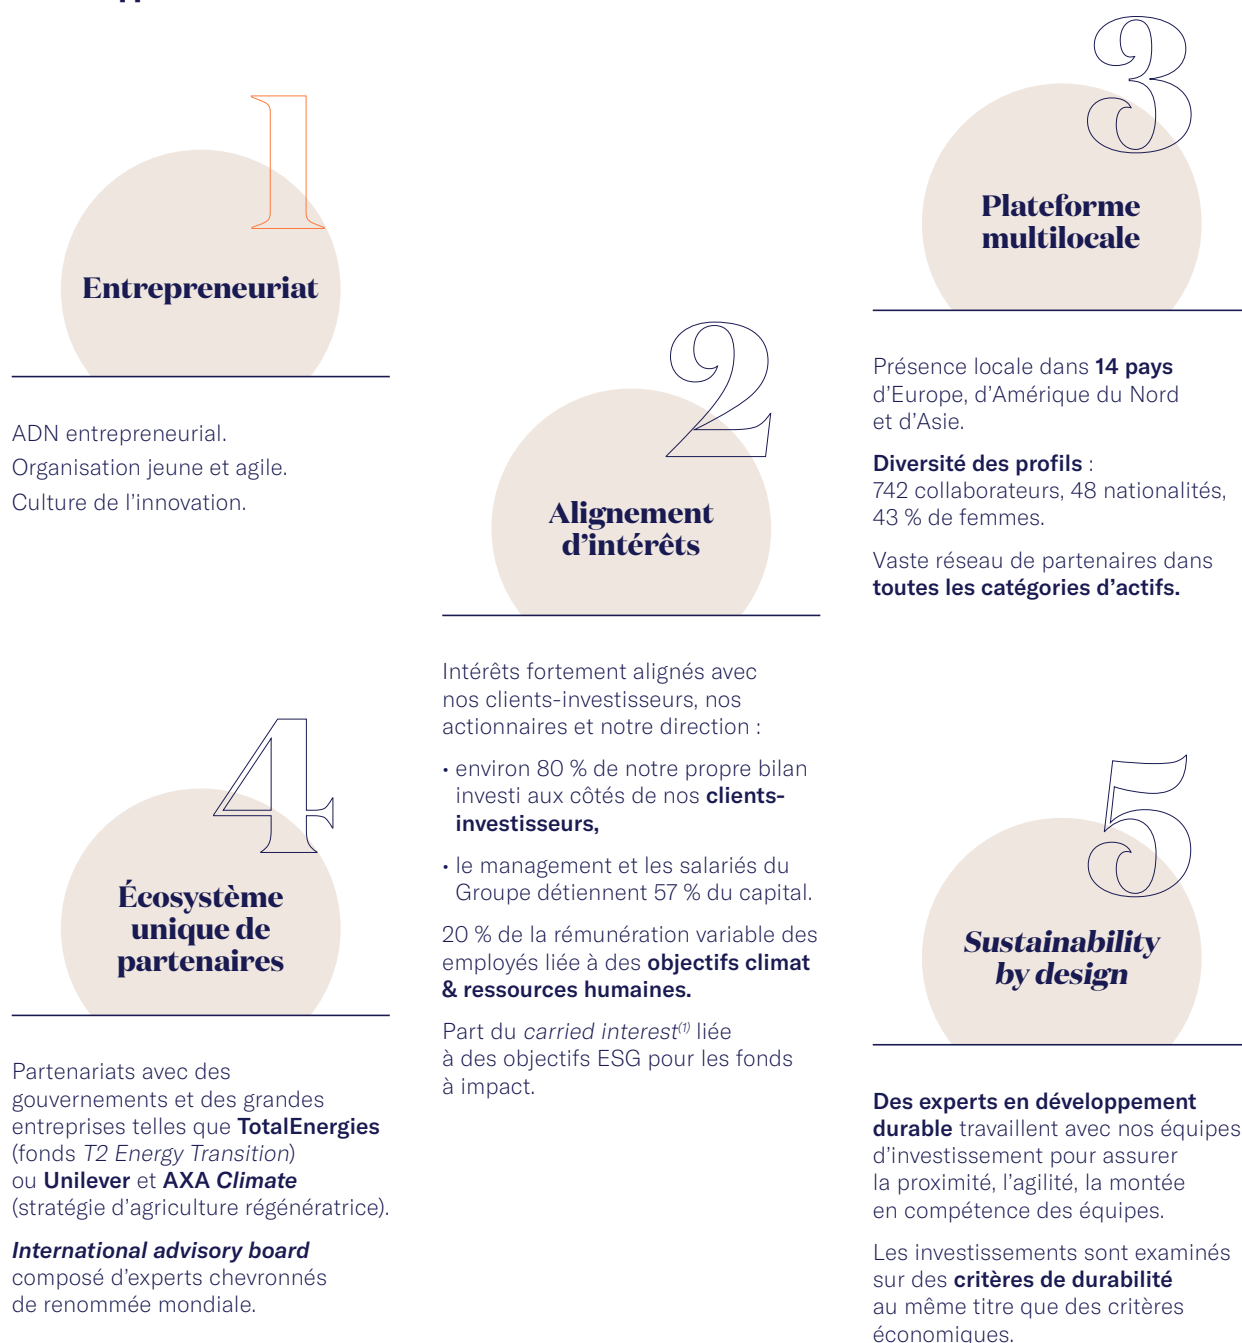 1
Entrepreneuriat
ADN entrepreneurial.
Organisation jeune et agile.
Culture de l'innovation.
2
Alignement
d'intérêts
Intérêts fortement alignés avec
nos clients-investisseurs, nos
actionnaires et notre direction :
• environ 80 % de notre propre bilan
investi aux côtés de nos clients-
investisseurs,
• le management et les salariés du
Groupe détiennent 57 % du capital.
20 % de la rémunération variable des
employés liée à des objectifs climat
& ressources humaines.
Part du carried interest(1) liée
à des objectifs ESG pour les fonds
à impact.
3
Plateforme
multilocale
Présence locale dans 14 pays
d'Europe, d'Amérique du Nord
et d'Asie.
Diversité des profils :
742 collaborateurs, 48 nationalités,
43 % de femmes.
Vaste réseau de partenaires dans
toutes les catégories d'actifs.
4
Écosystème
unique de
partenaires
Partenariats avec des
gouvernements et des grandes
entreprises telles que TotalEnergies
(fonds T2 Energy Transition)
ou Unilever et AXA Climate
(stratégie d'agriculture régénératrice).
International advisory board
composé d'experts chevronnés
de renommée mondiale.
5
Sustainability
by design
Des experts en développement
durable travaillent avec nos équipes
d'investissement pour assurer
la proximité, l'agilité, la montée
en compétence des équipes.
Les investissements sont examinés
sur des critères de durabilité
au même titre que des critères
économiques.